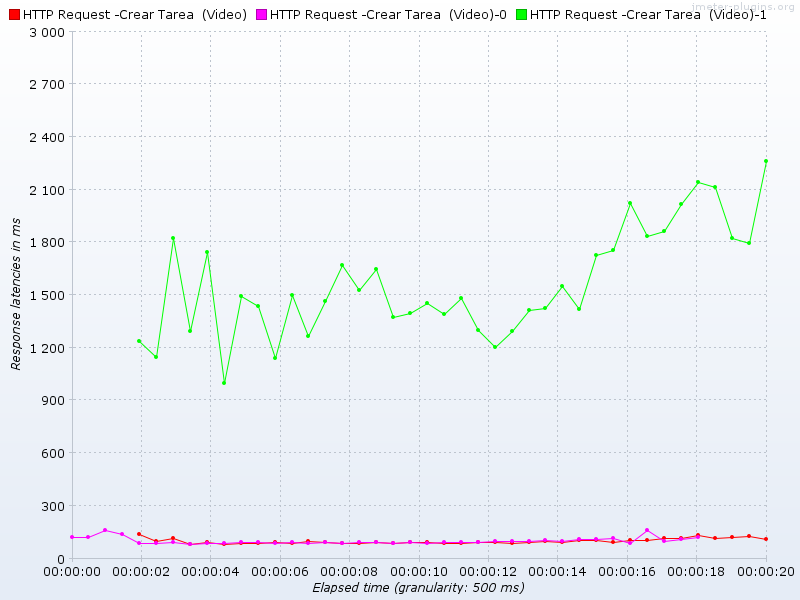 jmeter-plugins.org
HTTP Request -Crear Tarea (Video) HTTP Request -Crear Tarea (Video)-0 HTTP Request -Crear Tarea (Video)-1
3 000
2 700
2 400
2 100
1 800
1 500
1 200
900
600
300
0
Response latencies in ms
00:00:00 00:00:02 00:00:04 00:00:06 00:00:08 00:00:10 00:00:12 00:00:14 00:00:16 00:00:18 00:00:20
Elapsed time (granularity: 500 ms)